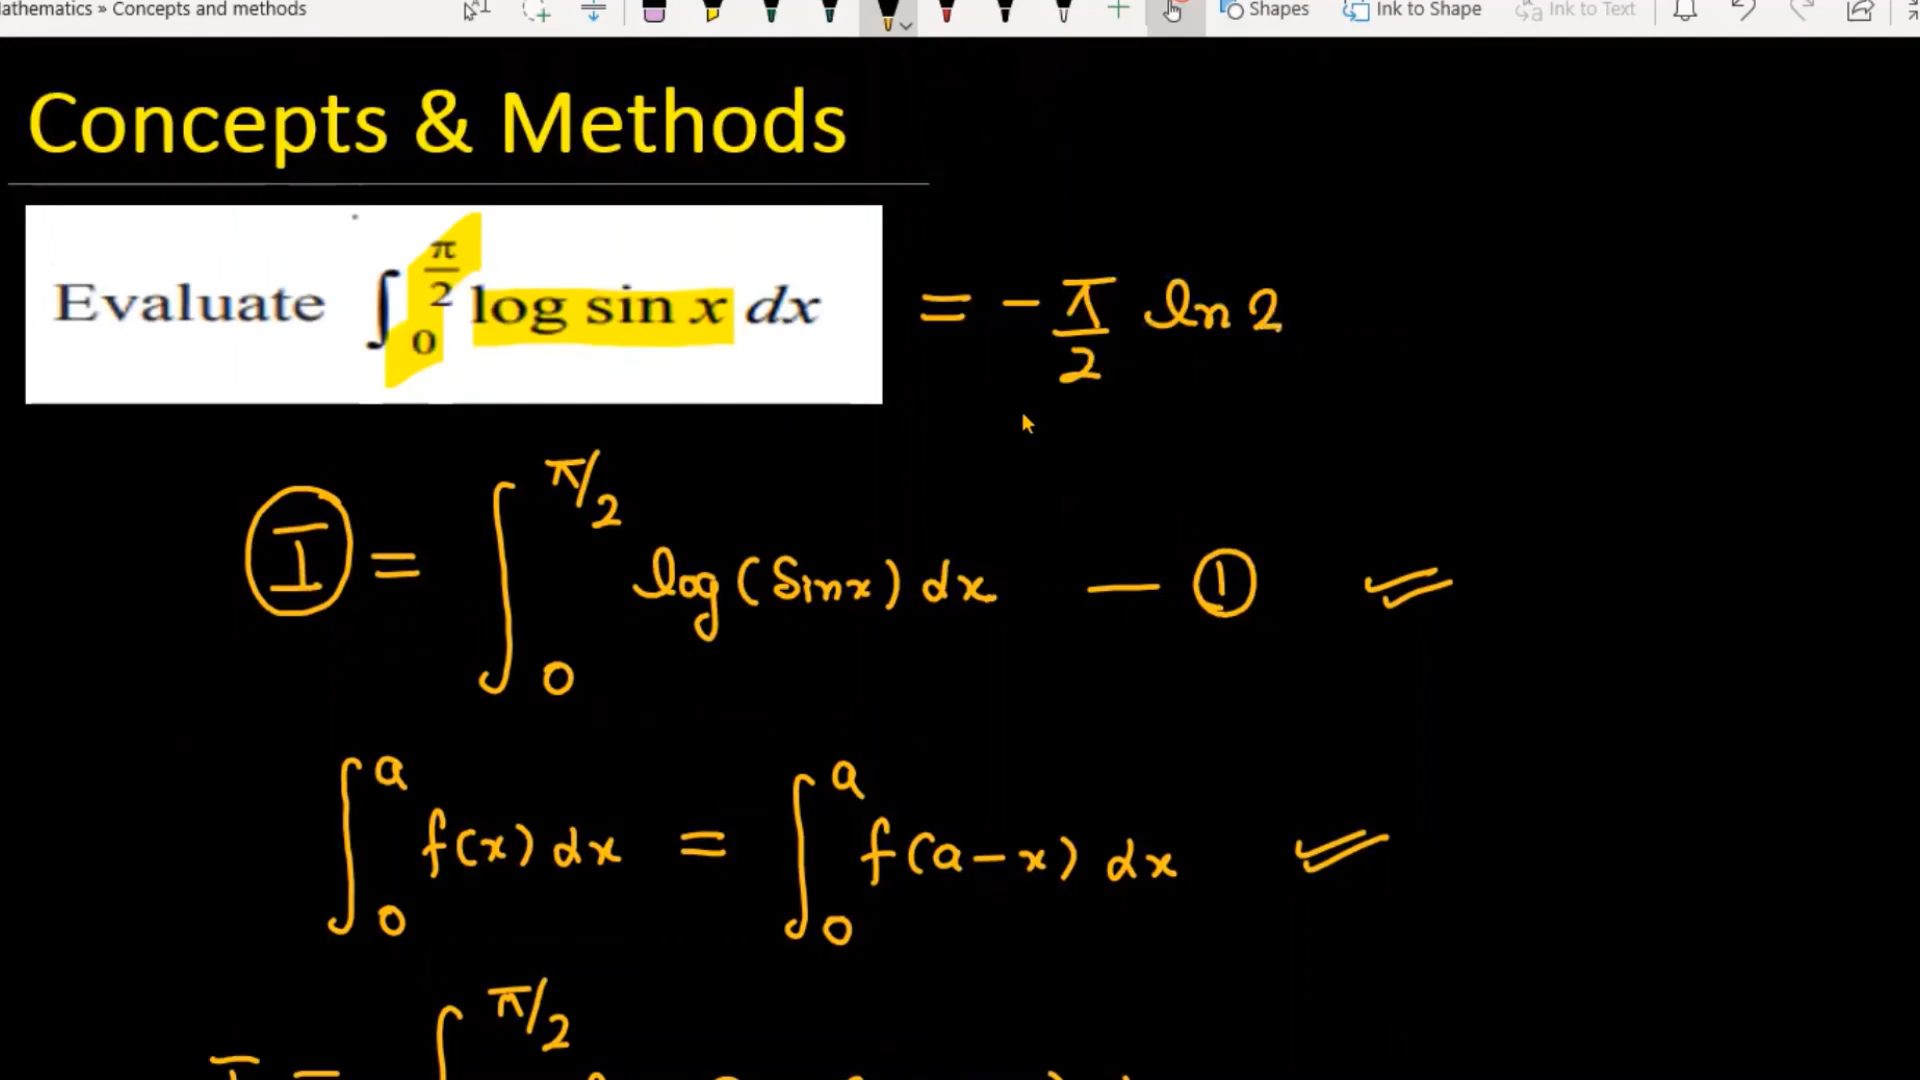 athematics » Concepts and methods Shapes Ink to Shape Ink to Text
Concepts & Methods
Evaluate ∫₀^(π/2) log sin x dx = - π/2 ln 2
I = ∫₀^(π/2) log(Sinx) dx — ①
∫₀^a f(x) dx = ∫₀^a f(a-x) dx
I = ∫^(π/2)